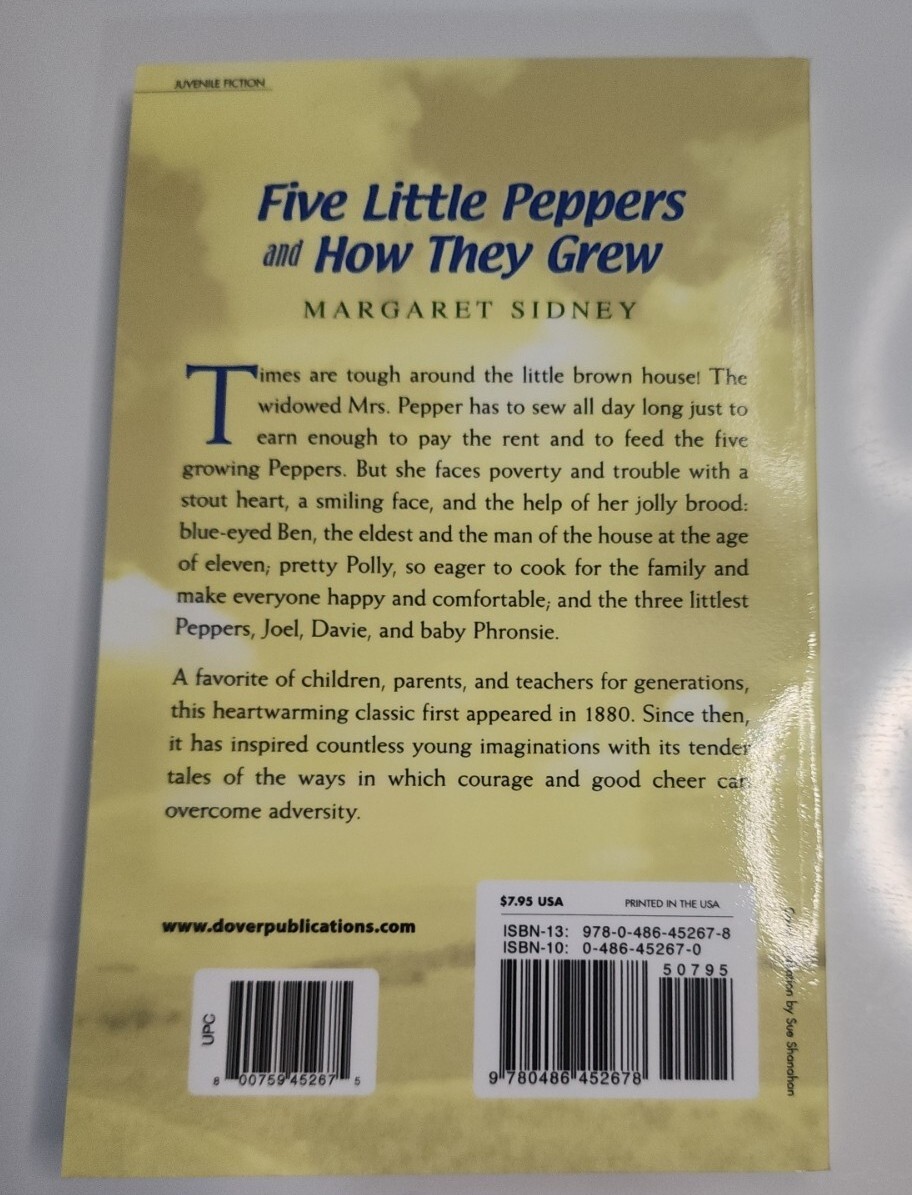 JUVENILE FICTION
Five Little Peppers
and How They Grew
MARGARET SIDNEY
Times are tough around the little brown house! The
widowed Mrs. Pepper has to sew all day long just to
earn enough to pay the rent and to feed the five
growing Peppers. But she faces poverty and trouble with a
stout heart, a smiling face, and the help of her jolly brood:
blue-eyed Ben, the eldest and the man of the house at the age
of eleven; pretty Polly, so eager to cook for the family and
make everyone happy and comfortable; and the three littlest
Peppers, Joel, Davie, and baby Phronsie.
A favorite of children, parents, and teachers for generations,
this heartwarming classic first appeared in 1880. Since then,
it has inspired countless young imaginations with its tender
tales of the ways in which courage and good cheer can
overcome adversity.
www.doverpublications.com
$7.95 USA PRINTED IN THE USA
ISBN-13: 978-0-486-45267-8
ISBN-10: 0-486-45267-0
50795
9 780486 452678
UPC
8 00759 45267 5
by Sue Shanahan